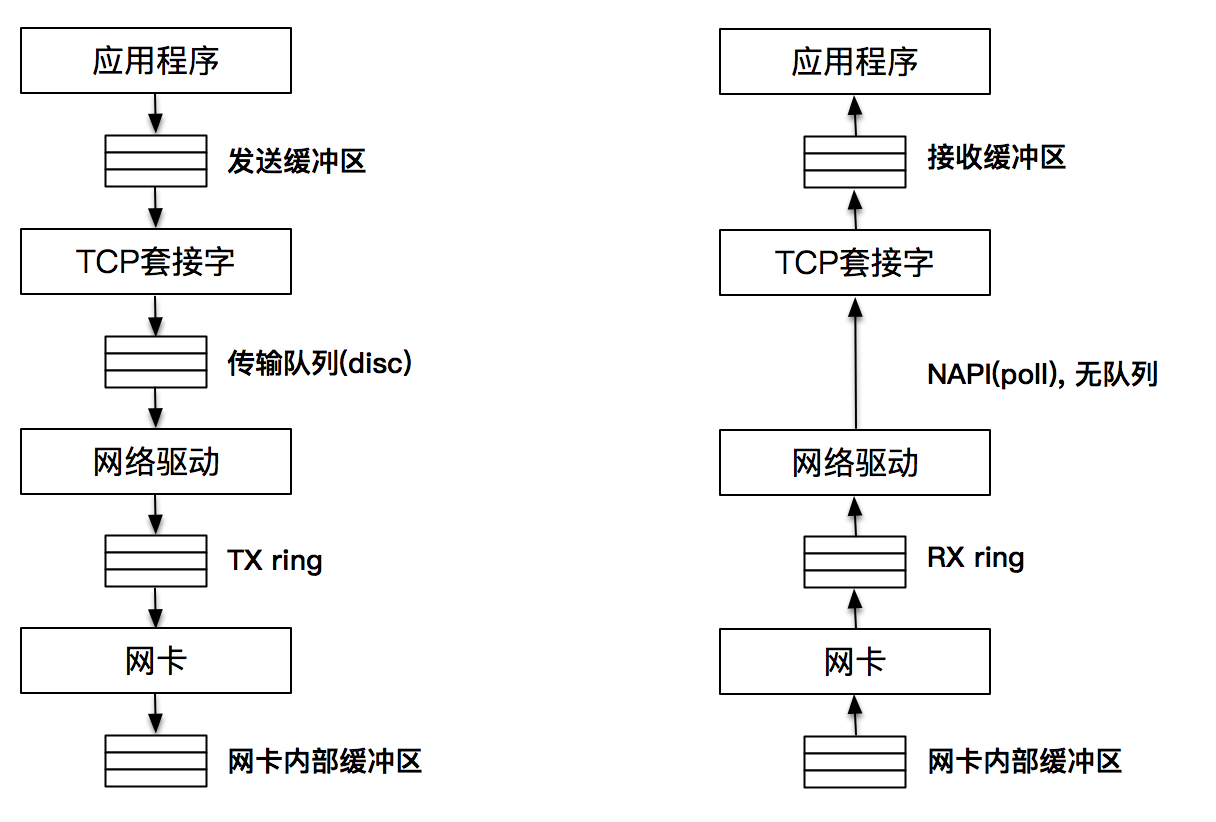 应用程序
发送缓冲区
TCP套接字
传输队列(disc)
网络驱动
TX ring
网卡
网卡内部缓冲区
应用程序
接收缓冲区
TCP套接字
NAPI(poll), 无队列
网络驱动
RX ring
网卡
网卡内部缓冲区